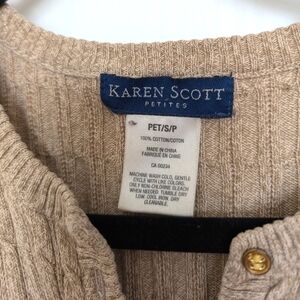 KAREN SCOTT
PETITES
PET/S/P
100% COTTON/COTON
MADE IN CHINA
FABRIQUE EN CHINE
CA 00234
MACHINE WASH COLD, GENTLE
CYCLE WITH LIKE COLORS,
ONLY NON-CHLORINE BLEACH
WHEN NEEDED. TUMBLE DRY
LOW, COOL IRON. DRY
CLEANABLE.